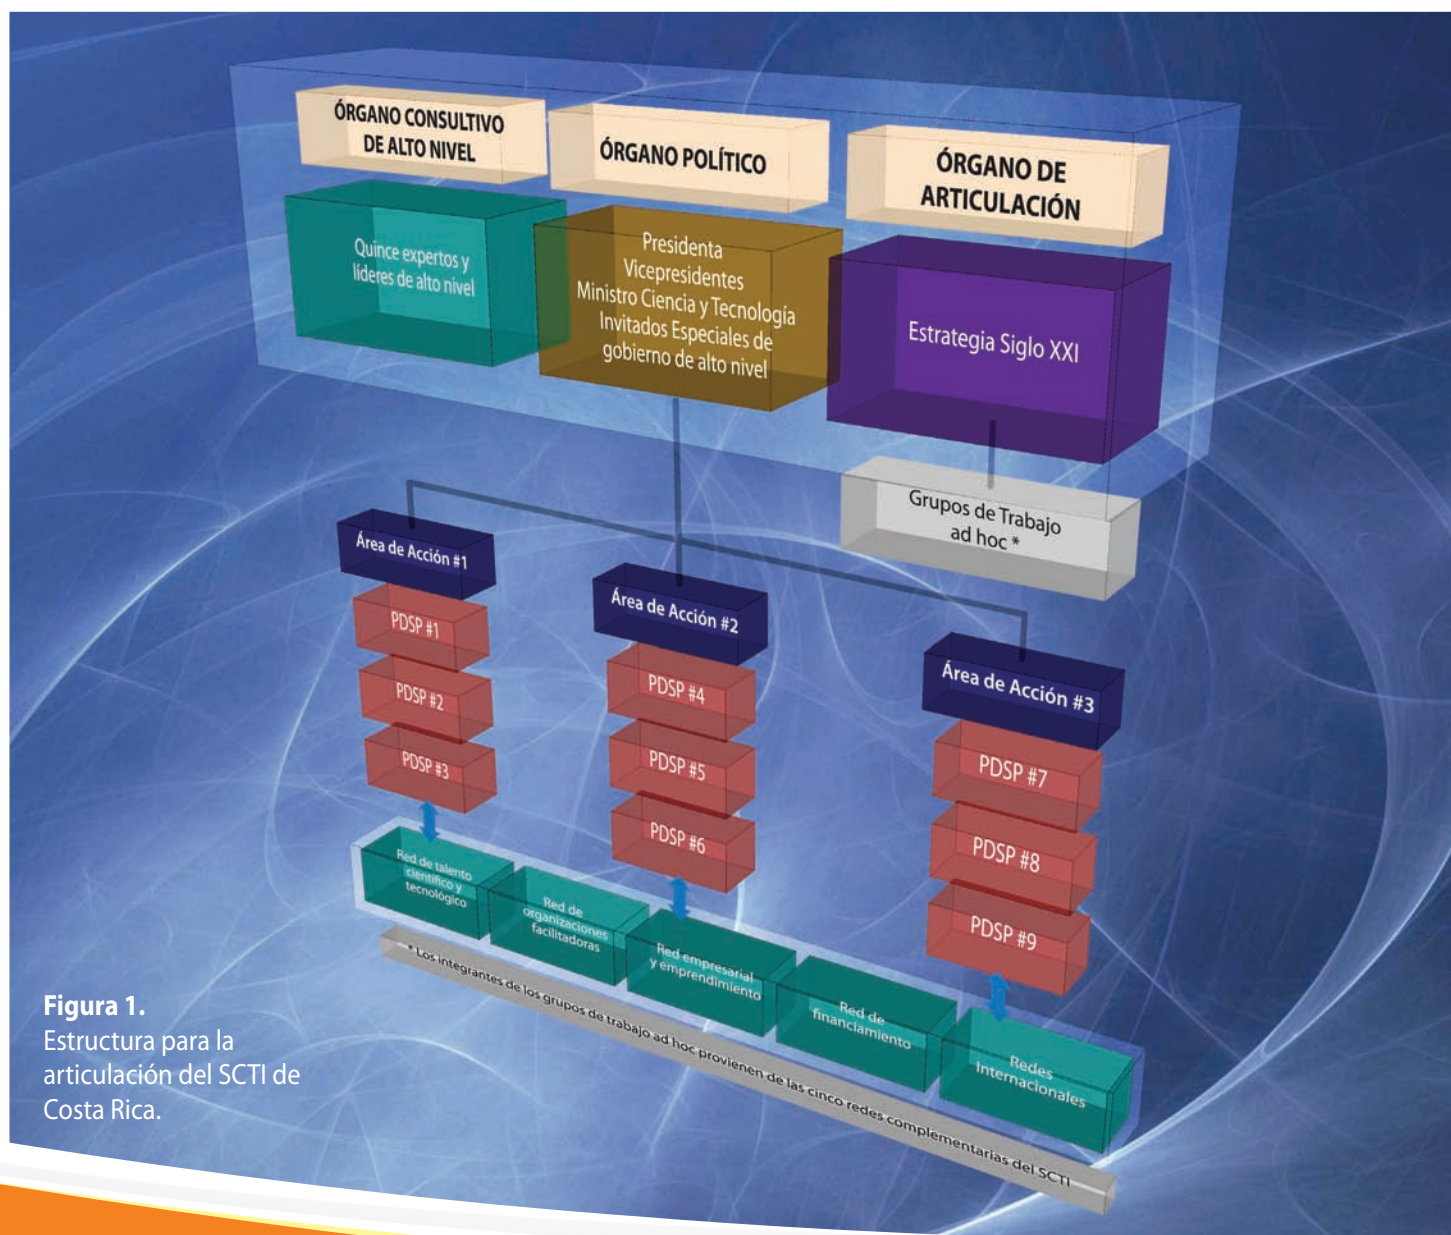 ÓRGANO CONSULTIVO
DE ALTO NIVEL
ÓRGANO POLÍTICO
ÓRGANO DE
ARTICULACIÓN
Quince expertos y
líderes de alto nivel
Presidenta
Vicepresidentes
Ministro Ciencia y Tecnología
Invitados Especiales de
gobierno de alto nivel
Estrategia Siglo XXI
Grupos de Trabajo
ad hoc *
Área de Acción #1
PDSP #1
PDSP #2
PDSP #3
Área de Acción #2
PDSP #4
PDSP #5
PDSP #6
Área de Acción #3
PDSP #7
PDSP #8
PDSP #9
Red de talento
científico y
tecnológico
Red de
organizaciones
facilitadoras
Red empresarial
y emprendimiento
Red de
financiamiento
Redes
Internacionales
* Los integrantes de los grupos de trabajo ad hoc provienen de las cinco redes complementarias del SCTI
Figura 1.
Estructura para la
articulación del SCTI de
Costa Rica.